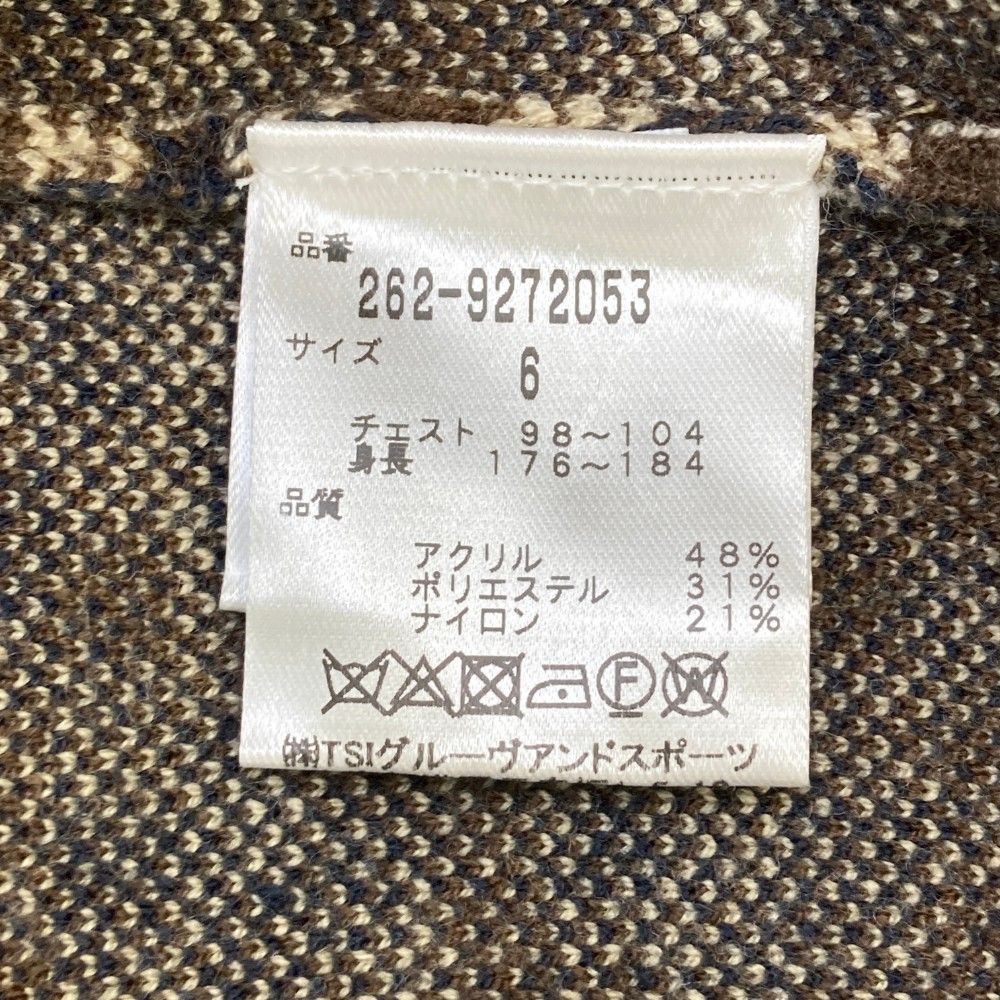 品番
262-9272053
サイズ
6
チェスト 98～104
身長 176～184
品質
アクリル 48%
ポリエステル 31%
ナイロン 21%
F W
㈱TSIグルーヴアンドスポーツ